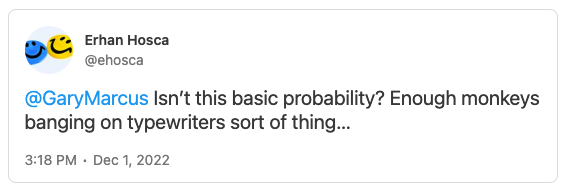 Erhan Hosca
@ehosca
@GaryMarcus Isn’t this basic probability? Enough monkeys
banging on typewriters sort of thing...
3:18 PM · Dec 1, 2022